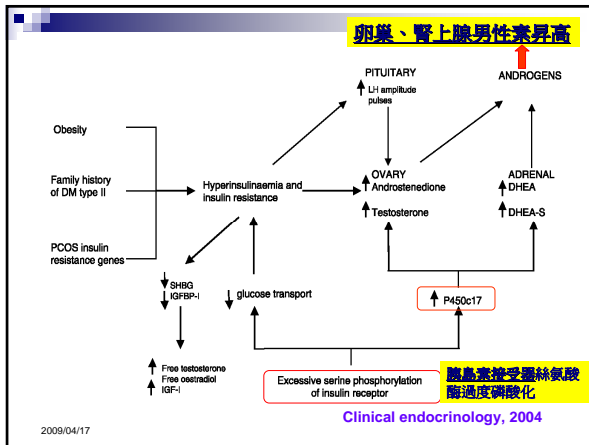 卵巢、腎上腺男性素昇高
PITUITARY
LH amplitude
pulses
ANDROGENS
Obesity
Family history
of DM type II
PCOS insulin
resistance genes
Hyperinsulinaemia and
insulin resistance
OVARY
Androstenedione
Testosterone
ADRENAL
DHEA
DHEA-S
SHBG
IGFBP-I
glucose transport
P450c17
Free testosterone
Free oestradiol
IGF-I
Excessive serine phosphorylation
of insulin receptor
胰島素接受器絲氨酸
酶過度磷酸化
Clinical endocrinology, 2004
2009/04/17